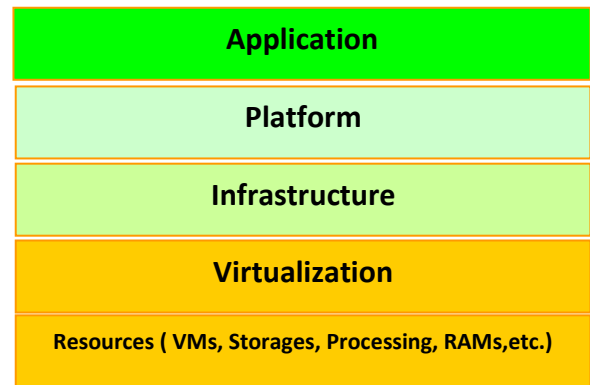 Application
Platform
Infrastructure
Virtualization
Resources ( VMs, Storages, Processing, RAMs,etc.)